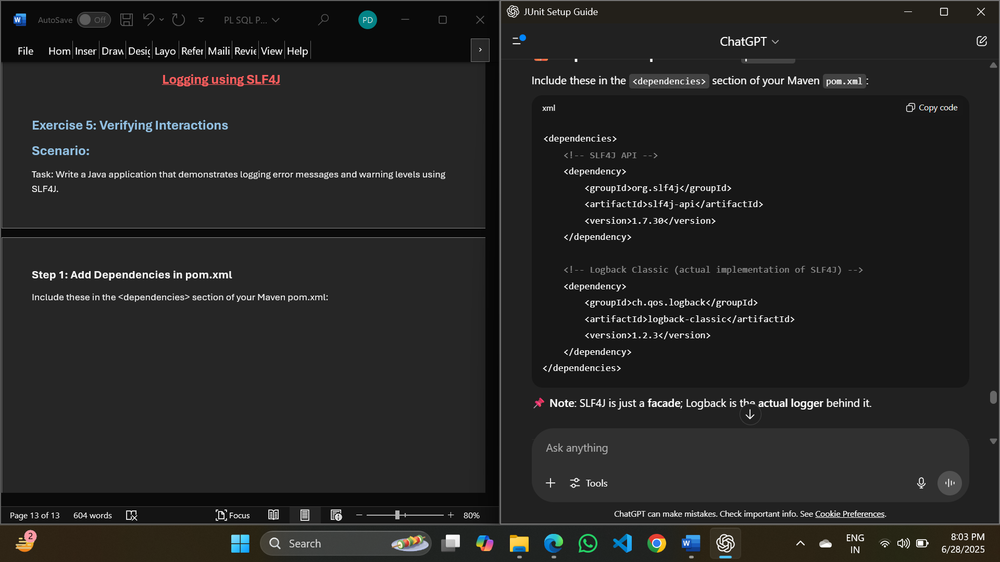 AutoSave
Off
PL SQL P...
PD
File
Hom
Inser
Draw
Desig
Layo
Refer
Maili
Revie
View
Help
Logging using SLF4J
Exercise 5: Verifying Interactions
Scenario:
Task: Write a Java application that demonstrates logging error messages and warning levels using
SLF4J.
Step 1: Add Dependencies in pom.xml
Include these in the <dependencies> section of your Maven pom.xml:
Page 13 of 13
604 words
Focus
80%
JUnit Setup Guide
ChatGPT
Include these in the <dependencies> section of your Maven pom.xml:
xml
Copy code
<dependencies>
<!-- SLF4J API -->
<dependency>
<groupId>org.slf4j</groupId>
<artifactId>slf4j-api</artifactId>
<version>1.7.30</version>
</dependency>
<!-- Logback Classic (actual implementation of SLF4J) -->
<dependency>
<groupId>ch.qos.logback</groupId>
<artifactId>logback-classic</artifactId>
<version>1.2.3</version>
</dependency>
</dependencies>
Note: SLF4J is just a facade; Logback is the actual logger behind it.
Ask anything
Tools
ChatGPT can make mistakes. Check important info. See Cookie Preferences.
2
Search
ENG
IN
8:03 PM
6/28/2025